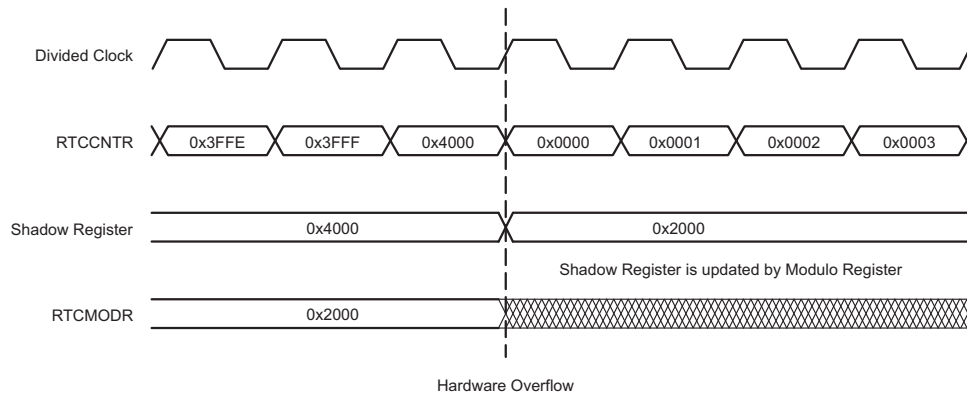 Divided Clock
RTCCNTR 0x3FFE 0x3FFF 0x4000 0x0000 0x0001 0x0002 0x0003
Shadow Register 0x4000 0x2000
Shadow Register is updated by Modulo Register
RTCMODR 0x2000
Hardware Overflow